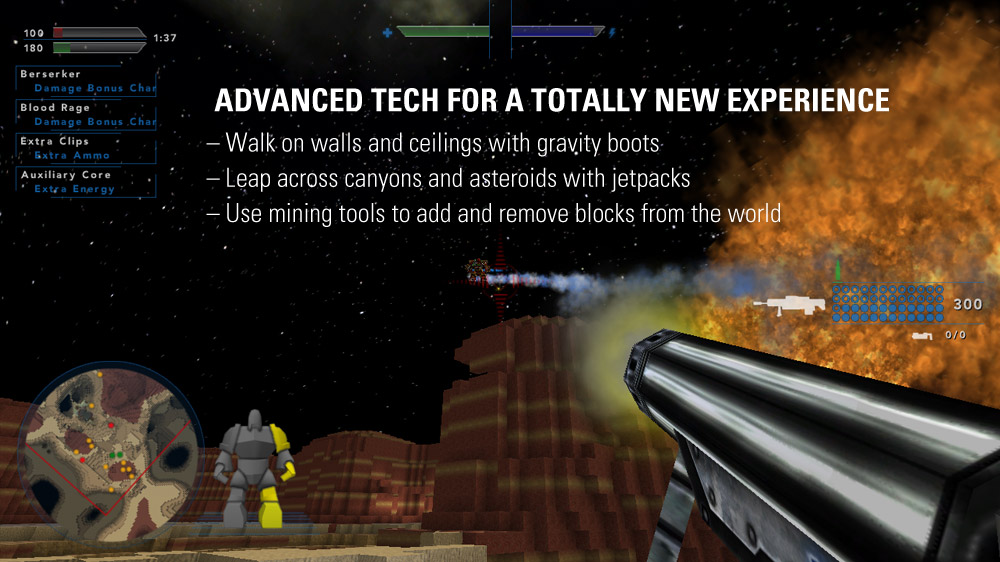 100
180
1:37
Berserker
Damage Bonus Char
Blood Rage
Damage Bonus Char
Extra Clips
Extra Ammo
Auxiliary Core
Extra Energy
ADVANCED TECH FOR A TOTALLY NEW EXPERIENCE
– Walk on walls and ceilings with gravity boots
– Leap across canyons and asteroids with jetpacks
– Use mining tools to add and remove blocks from the world
300
0/0